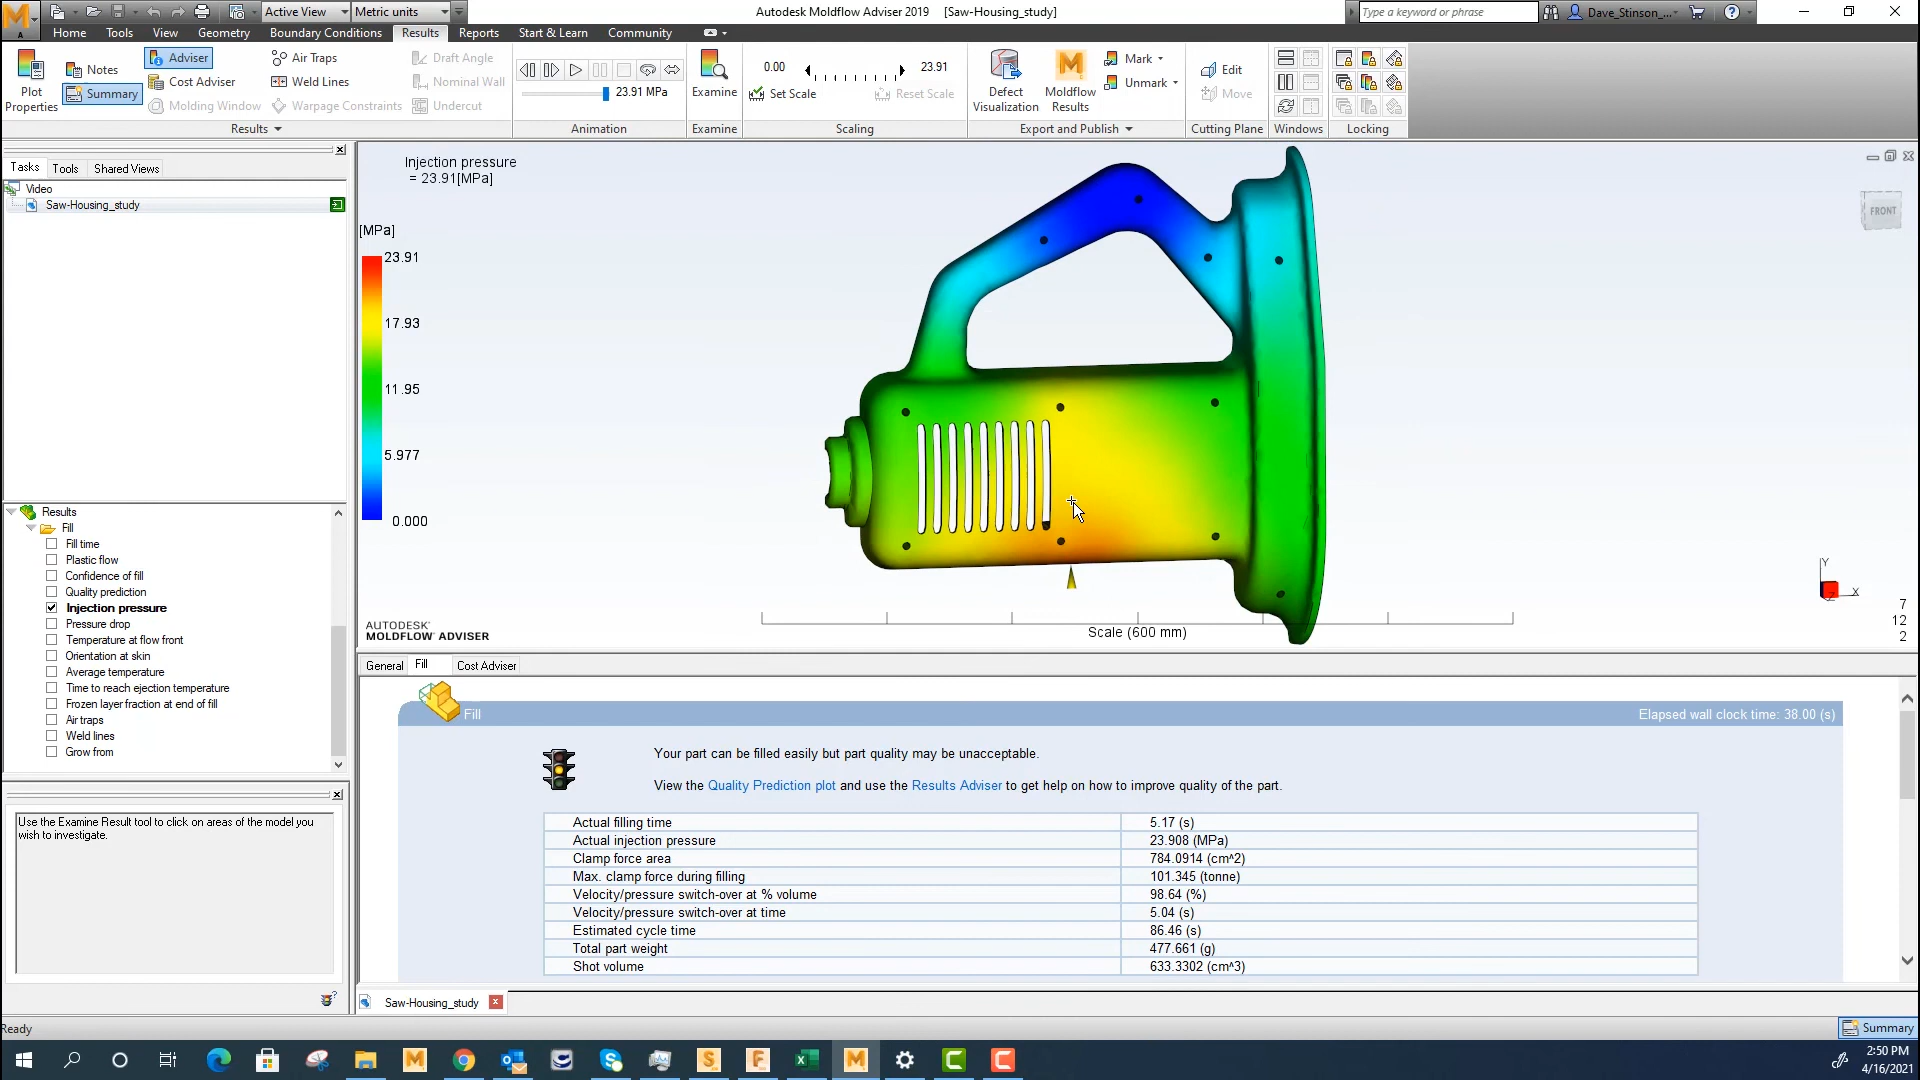 Active View
Metric units
Autodesk Moldflow Adviser 2019 [Saw-Housing_study]
Type a keyword or phrase
Dave_Stinson_...
Home Tools View Geometry Boundary Conditions Results Reports Start & Learn Community
Plot Properties
Notes
Summary
Adviser
Cost Adviser
Molding Window
Air Traps
Weld Lines
Warpage Constraints
Draft Angle
Nominal Wall
Undercut
Results
23.91 MPa
Animation
Examine
Examine
0.00 23.91
Set Scale Reset Scale
Scaling
Defect Visualization
Moldflow Results
Mark
Unmark
Export and Publish
Edit
Move
Cutting Plane
Windows
Locking
Tasks Tools Shared Views
Video
Saw-Housing_study
Results
Fill
Fill time
Plastic flow
Confidence of fill
Quality prediction
Injection pressure
Pressure drop
Temperature at flow front
Orientation at skin
Average temperature
Time to reach ejection temperature
Frozen layer fraction at end of fill
Air traps
Weld lines
Grow from
Use the Examine Result tool to click on areas of the model you
wish to investigate.
Injection pressure
= 23.91[MPa]
[MPa]
23.91
17.93
11.95
5.977
0.000
FRONT
Y
X
Z
7
12
2
AUTODESK'
MOLDFLOW' ADVISER
Scale (600 mm)
General Fill Cost Adviser
Fill
Elapsed wall clock time: 38.00 (s)
Your part can be filled easily but part quality may be unacceptable.
View the Quality Prediction plot and use the Results Adviser to get help on how to improve quality of the part.
Actual filling time 5.17 (s)
Actual injection pressure 23.908 (MPa)
Clamp force area 784.0914 (cm^2)
Max. clamp force during filling 101.345 (tonne)
Velocity/pressure switch-over at % volume 98.64 (%)
Velocity/pressure switch-over at time 5.04 (s)
Estimated cycle time 86.46 (s)
Total part weight 477.661 (g)
Shot volume 633.3302 (cm^3)
Saw-Housing_study
Ready
Summary
2:50 PM
4/16/2021